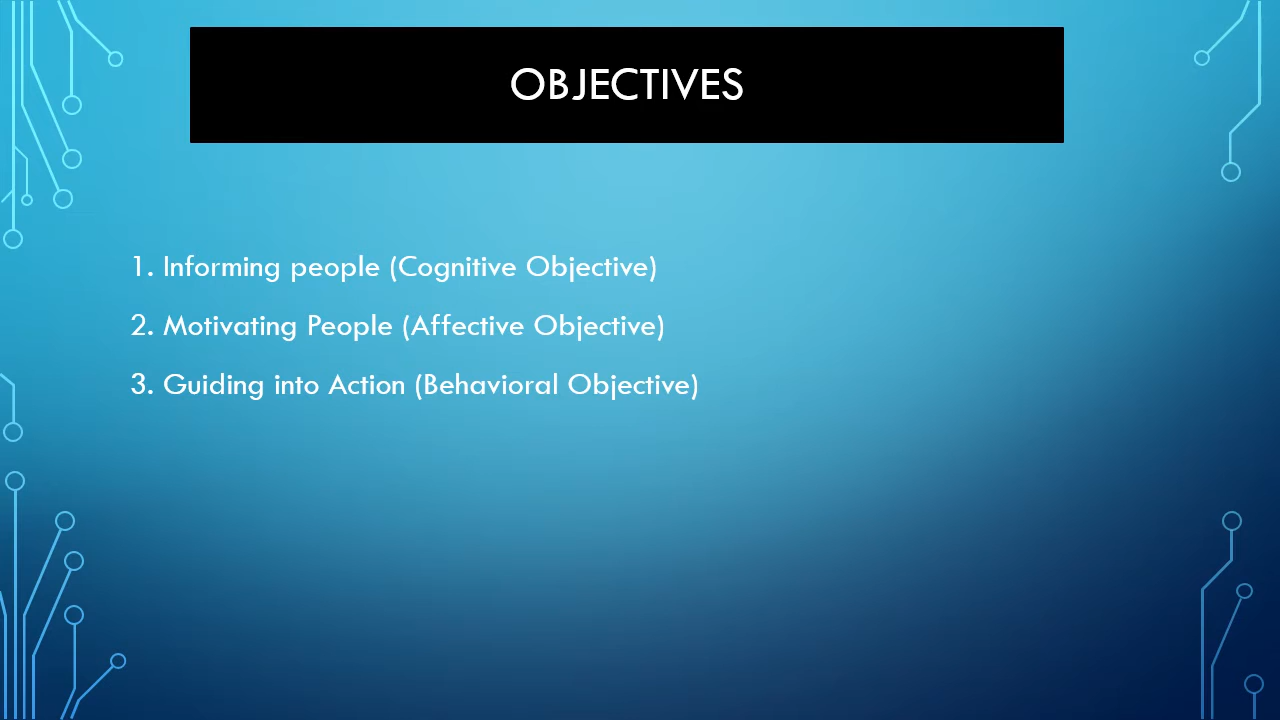 OBJECTIVES
1. Informing people (Cognitive Objective)
2. Motivating People (Affective Objective)
3. Guiding into Action (Behavioral Objective)